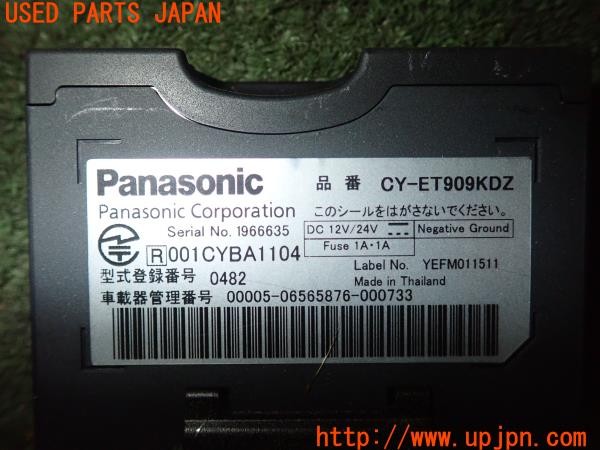 USED PARTS JAPAN
Panasonic 品番 CY-ET909KDZ
Panasonic Corporation このシールをはがさないでください。
Serial No. 1966635 DC 12V/24V Negative Ground
Fuse 1A・1A
R 001CYBA1104
Label No. YEFM011511
型式登録番号 0482 Made in Thailand
車載器管理番号 00005-06565876-000733
http://www.upjpn.com